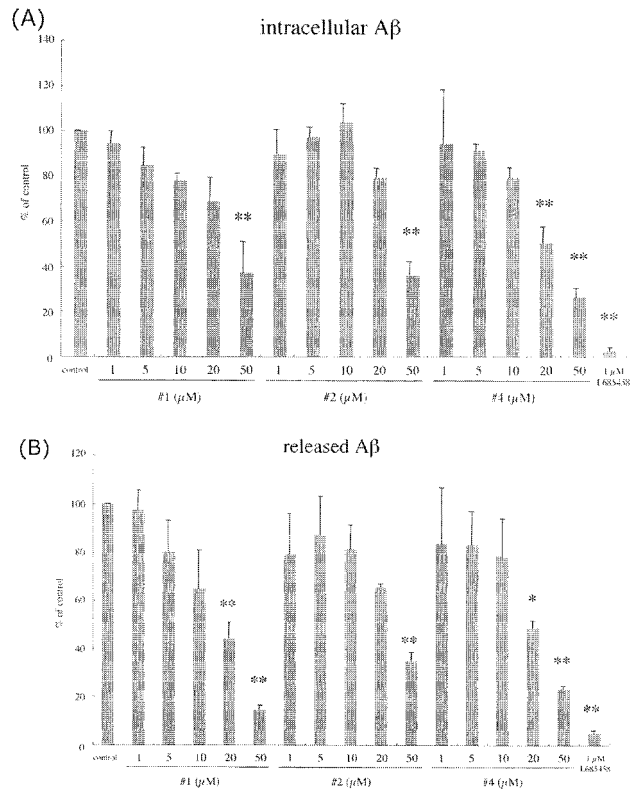 (A)
intracellular Aβ
140
120
100
80
60
40
20
0
% of control
**
**
**
**
**
control 1 5 10 20 50 1 5 10 20 50 1 5 10 20 50 1 µM
L685458
#1 (µM) #2 (µM) #4 (µM)
(B)
released Aβ
120
100
80
60
40
20
0
% of control
**
**
**
*
**
**
control 1 5 10 20 50 1 5 10 20 50 1 5 10 20 50 1 µM
L685458
#1 (µM) #2 (µM) #4 (µM)